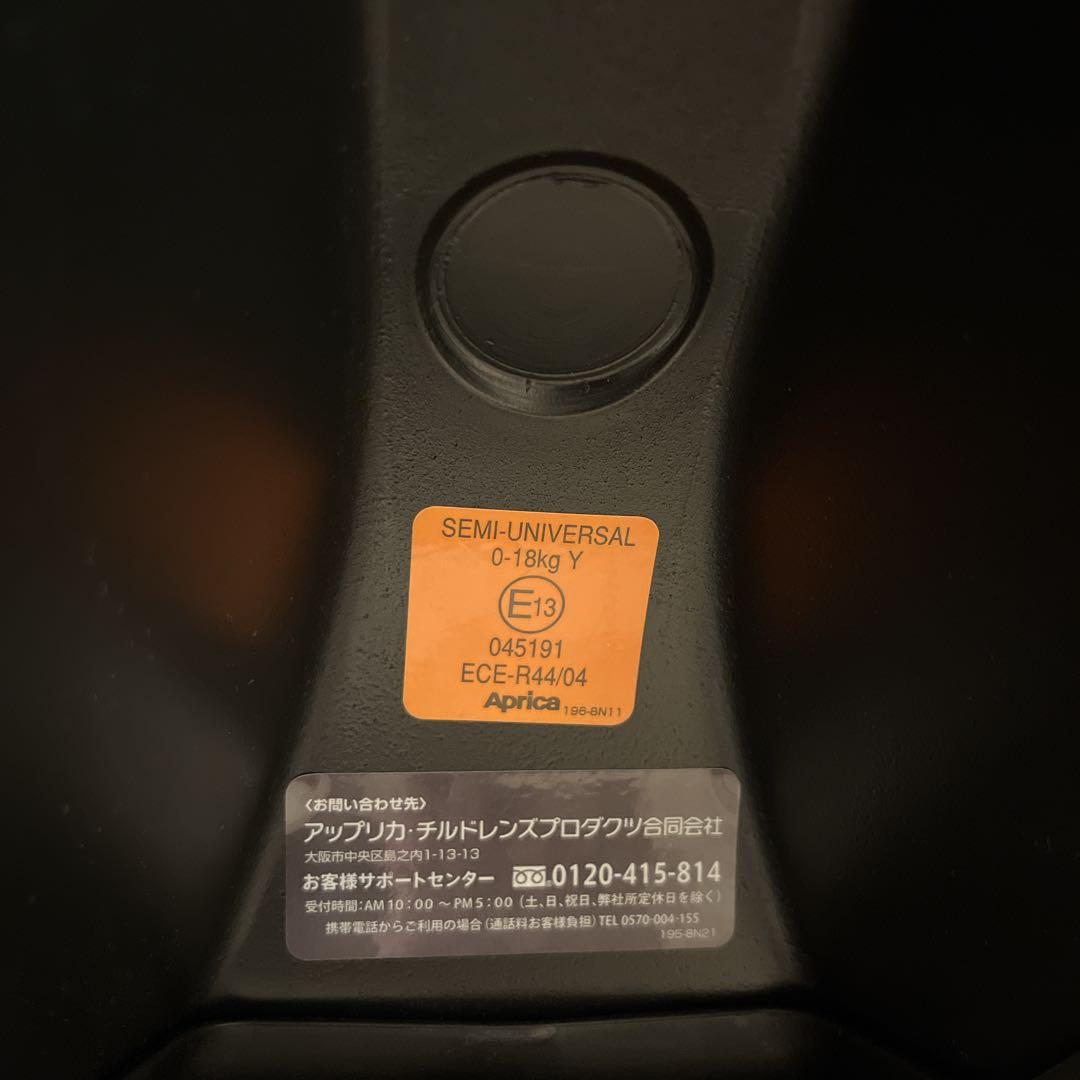 SEMI-UNIVERSAL
0-18kg Y
E13
045191
ECE-R44/04
Aprica 196-8N11
〈お問い合わせ先〉
アップリカ・チルドレンズプロダクツ合同会社
大阪市中央区島之内1-13-13
お客様サポートセンター 0120-415-814
受付時間:AM10:00～PM5:00(土、日、祝日、弊社所定休日を除く)
携帯電話からご利用の場合(通話料お客様負担)TEL 0570-004-155
195-8N21